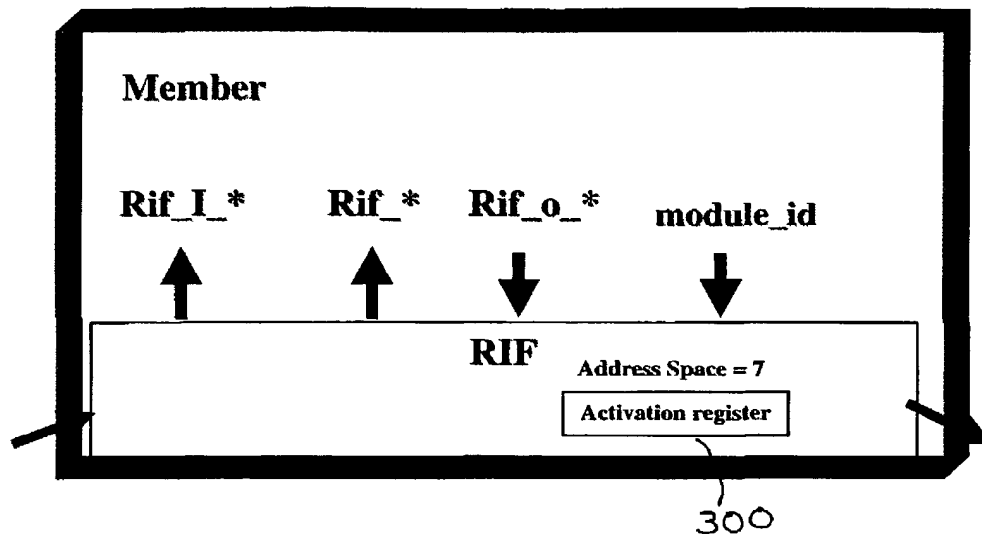 Member
Rif_I_* Rif_* Rif_o_* module_id
RIF
Address Space = 7
Activation register
300